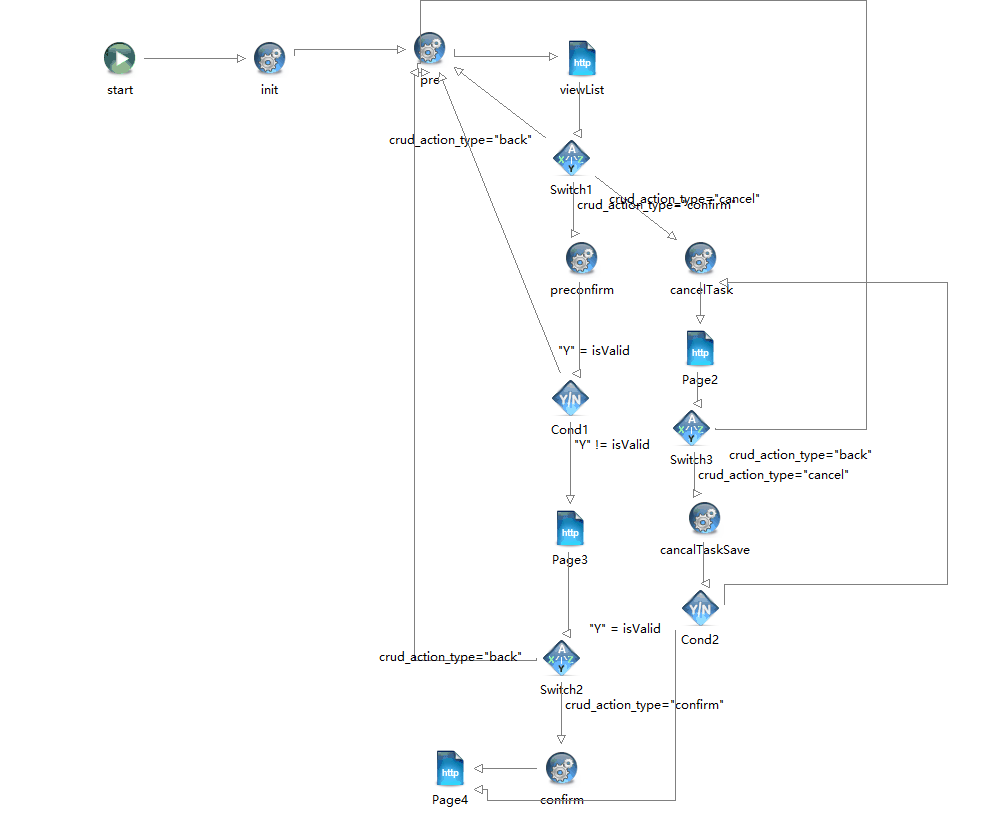 start
init
pre
http
viewList
crud_action_type="back"
A
X Z
Y
Switch1
crud_action_type="cancel"
crud_action_type="confirm"
preconfirm
cancelTask
"Y" = isValid
http
Page2
Y/N
Cond1
"Y" != isValid
A
X Z
Y
Switch3
crud_action_type="back"
crud_action_type="cancel"
http
Page3
cancalTaskSave
"Y" = isValid
Y/N
Cond2
crud_action_type="back"
A
X Z
Y
Switch2
crud_action_type="confirm"
http
Page4
confirm